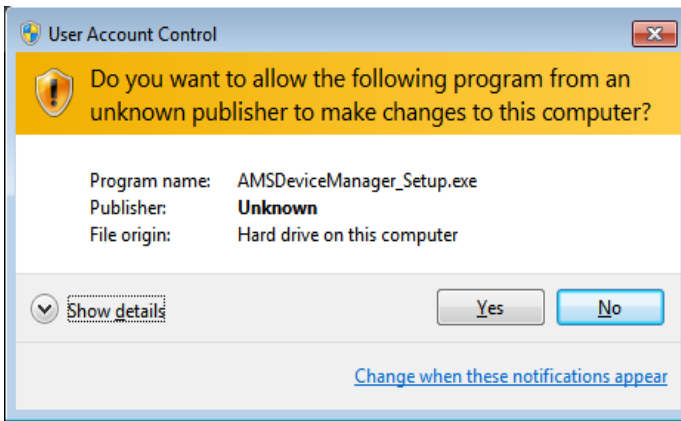 User Account Control
Do you want to allow the following program from an
unknown publisher to make changes to this computer?
Program name: AMSDeviceManager_Setup.exe
Publisher: Unknown
File origin: Hard drive on this computer
Show details
Yes
No
Change when these notifications appear